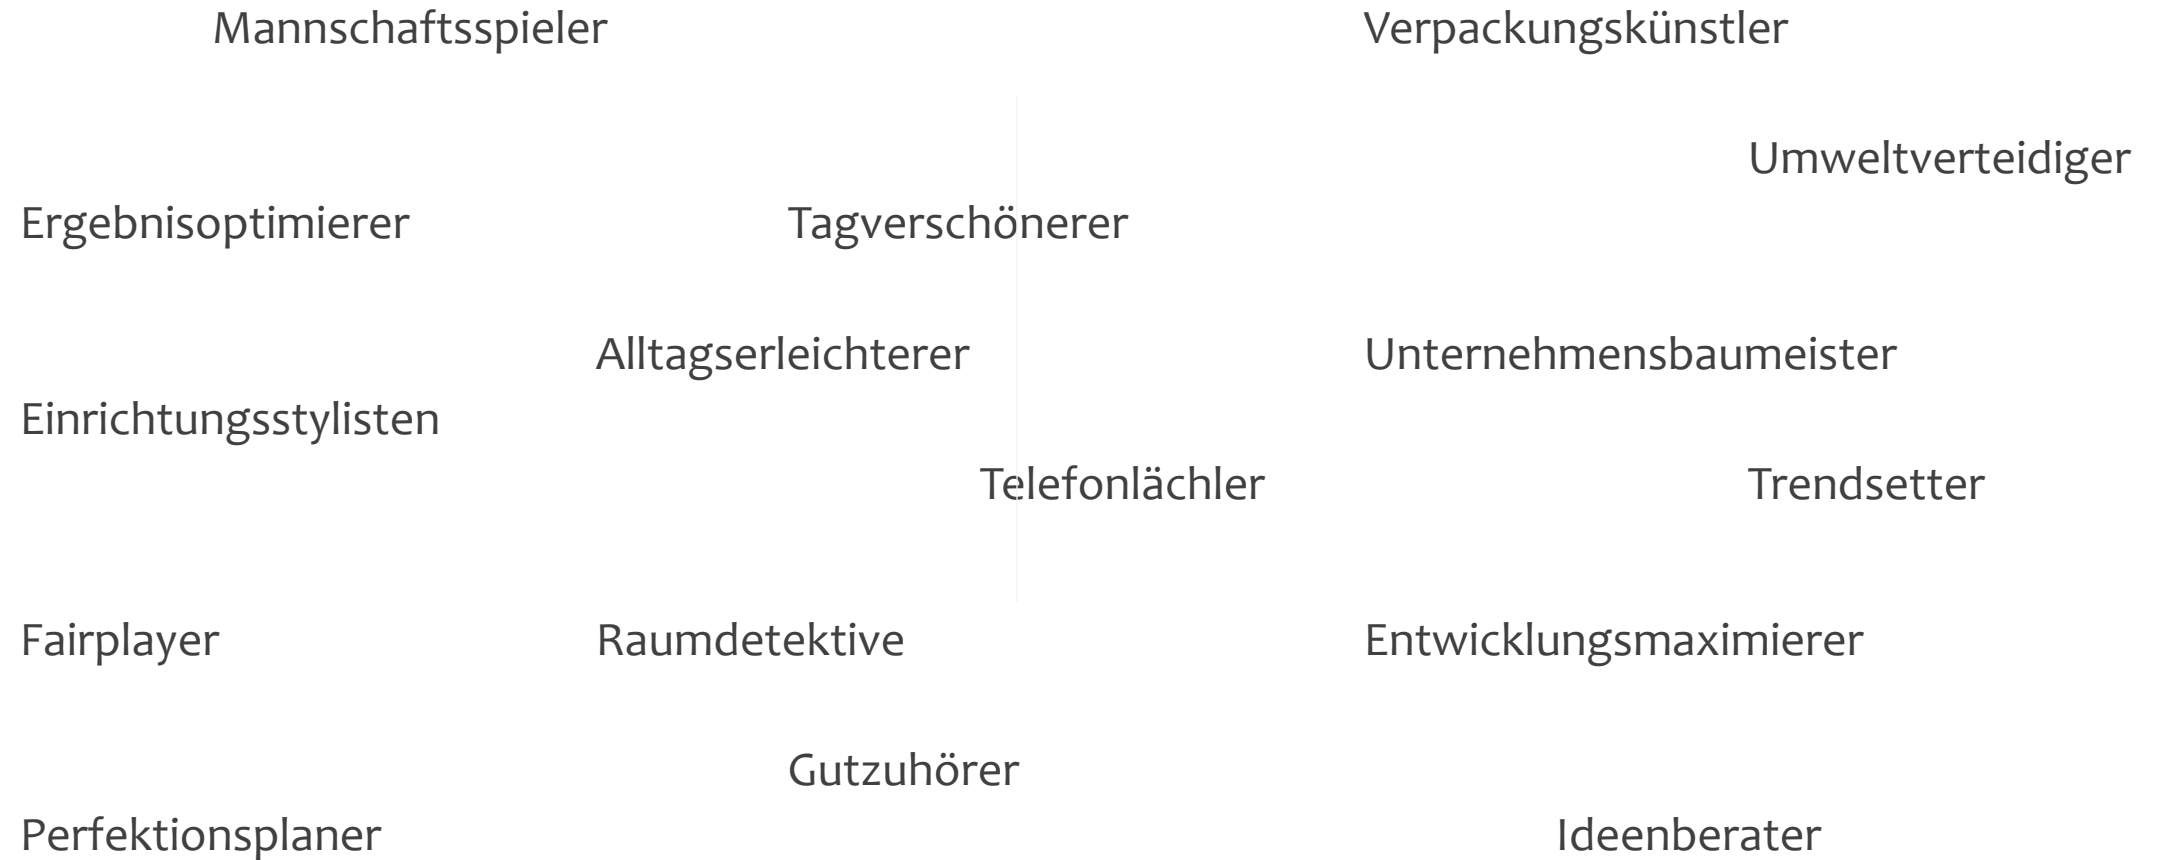 Mannschaftsspieler Verpackungskünstler
Umweltverteidiger
Ergebnisoptimierer Tagverschönerer
Alltagserleichterer Unternehmensbaumeister
Einrichtungsstylisten
Telefonlächler Trendsetter
Fairplayer Raumdetektive Entwicklungsmaximierer
Gutzuhörer
Perfektionsplaner Ideenberater